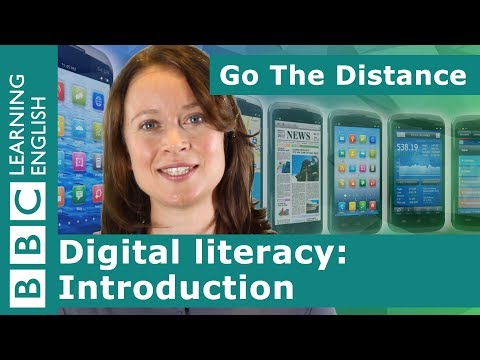 Go The Distance
BBC LEARNING
ENGLISH
NEWS
538.19
Digital literacy:
Introduction